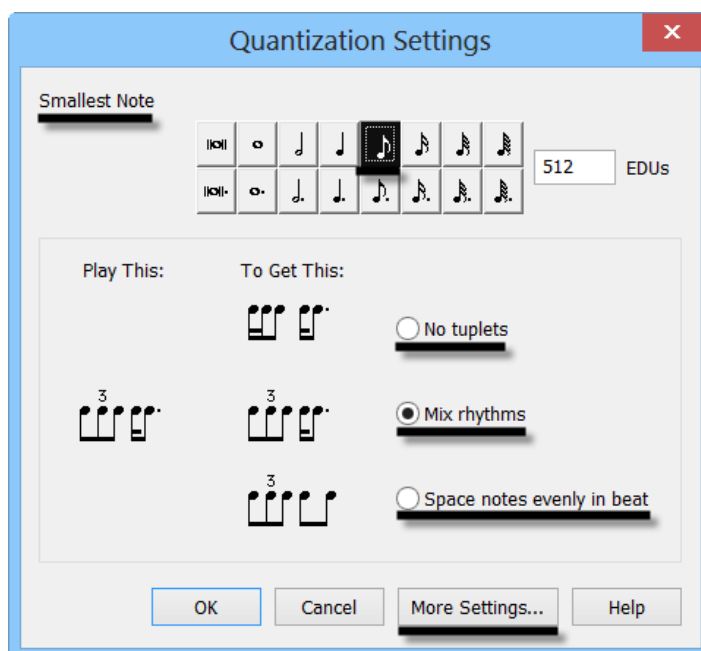 Quantization Settings
Smallest Note
512 EDUs
Play This: To Get This:
No tuplets
3 3 Mix rhythms
3
Space notes evenly in beat
OK Cancel More Settings... Help